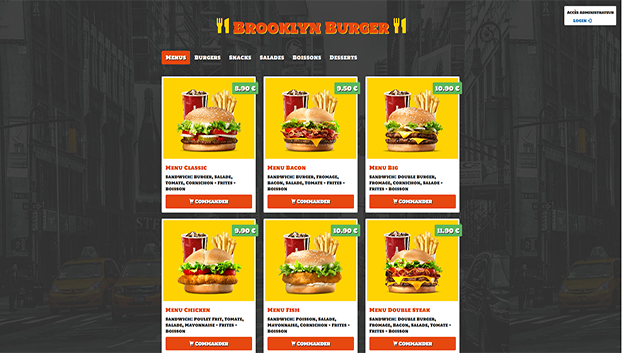 Accès administrateur
Login
Brooklyn Burger
Menus Burgers Snacks Salades Boissons Desserts
8.90 € 9.50 € 10.90 €
Menu Classic
Sandwich: Burger, Salade,
Tomate, Cornichon + Frites +
Boisson
Commander
Menu Bacon
Sandwich: Burger, Fromage,
Bacon, Salade, Tomate + Frites +
Boisson
Commander
Menu Big
Sandwich: Double Burger,
Fromage, Cornichon, Salade +
Frites + Boisson
Commander
9.90 € 10.90 € 11.90 €
Menu Chicken
Sandwich: Poulet Frit, Tomate,
Salade, Mayonnaise + Frites +
Boisson
Commander
Menu Fish
Sandwich: Poisson, Salade,
Mayonnaise, Cornichon + Frites +
Boisson
Commander
Menu Double Steak
Sandwich: Double Burger,
Fromage, Bacon, Salade, Tomate +
Frites + Boisson
Commander